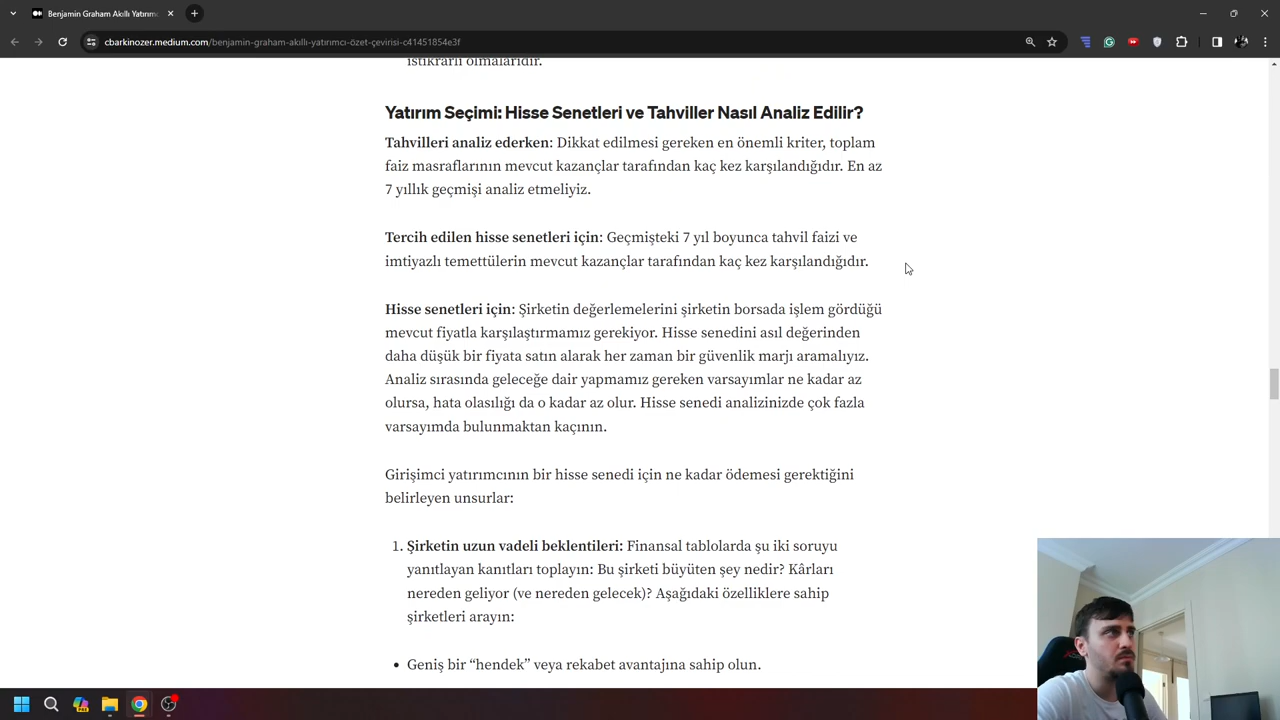 Benjamin Graham Akıllı Yatırımc
cbarkinozer.medium.com/benjamin-graham-akıllı-yatırımcı-özet-çevirisi-c41451854e3f
istikrarlı olmalarıdır.
Yatırım Seçimi: Hisse Senetleri ve Tahviller Nasıl Analiz Edilir?
Tahvilleri analiz ederken: Dikkat edilmesi gereken en önemli kriter, toplam
faiz masraflarının mevcut kazançlar tarafından kaç kez karşılandığıdır. En az
7 yıllık geçmişi analiz etmeliyiz.
Tercih edilen hisse senetleri için: Geçmişteki 7 yıl boyunca tahvil faizi ve
imtiyazlı temettülerin mevcut kazançlar tarafından kaç kez karşılandığıdır.
Hisse senetleri için: Şirketin değerlemelerini şirketin borsada işlem gördüğü
mevcut fiyatla karşılaştırmamız gerekiyor. Hisse senedini asıl değerinden
daha düşük bir fiyata satın alarak her zaman bir güvenlik marjı aramalıyız.
Analiz sırasında geleceğe dair yapmamız gereken varsayımlar ne kadar az
olursa, hata olasılığı da o kadar az olur. Hisse senedi analizinizde çok fazla
varsayımda bulunmaktan kaçının.
Girişimci yatırımcının bir hisse senedi için ne kadar ödemesi gerektiğini
belirleyen unsurlar:
1. Şirketin uzun vadeli beklentileri: Finansal tablolarda şu iki soruyu
yanıtlayan kanıtları toplayın: Bu şirketi büyüten şey nedir? Kârları
nereden geliyor (ve nereden gelecek)? Aşağıdaki özelliklere sahip
şirketleri arayın:
• Geniş bir “hendek” veya rekabet avantajına sahip olun.